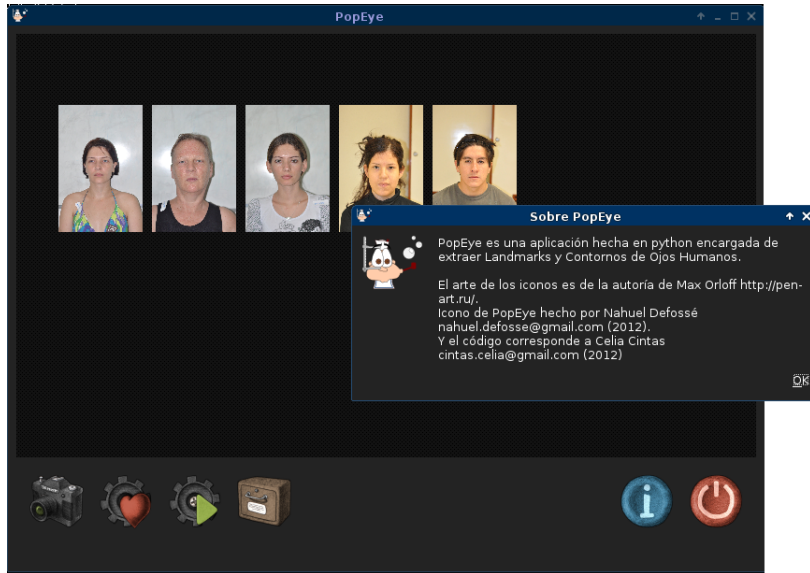 PopEye
Sobre PopEye
PopEye es una aplicación hecha en python encargada de
extraer Landmarks y Contornos de Ojos Humanos.
El arte de los iconos es de la autoría de Max Orloff http://pen-
art.ru/.
Icono de PopEye hecho por Nahuel Defossé
nahuel.defosse@gmail.com (2012).
Y el código corresponde a Celia Cintas
cintas.celia@gmail.com (2012)
OK